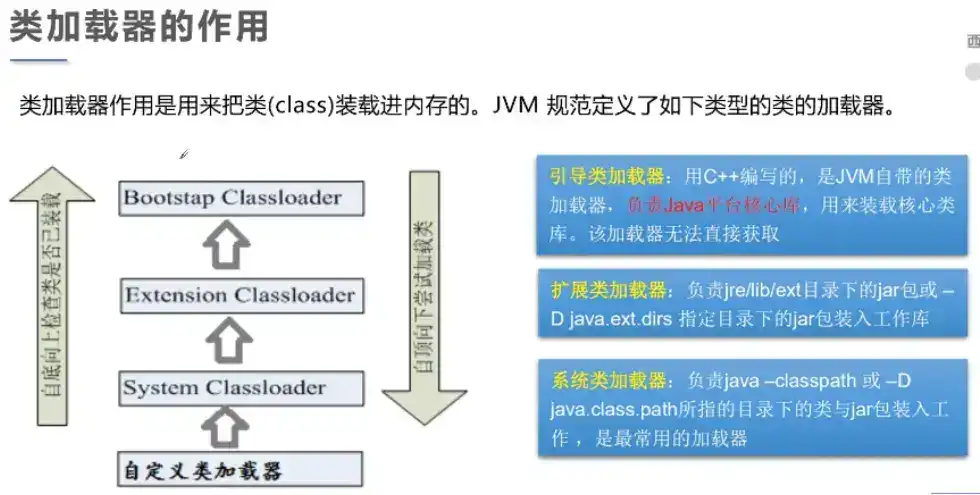 类加载器的作用
西
类加载器作用是用来把类(class)装载进内存的。JVM 规范定义了如下类型的类的加载器。
自底向上检查类是否已装载
Bootstap Classloader
Extension Classloader
System Classloader
自定义类加载器
自顶向下尝试加载类
引导类加载器：用C++编写的，是JVM自带的类
加载器，负责Java平台核心库，用来装载核心类
库。该加载器无法直接获取
扩展类加载器：负责jre/lib/ext目录下的jar包或 –
D java.ext.dirs 指定目录下的jar包装入工作库
系统类加载器：负责java –classpath 或 –D
java.class.path所指的目录下的类与jar包装入工
作 ，是最常用的加载器